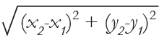 √(x₂-x₁)² + (y₂-y₁)²